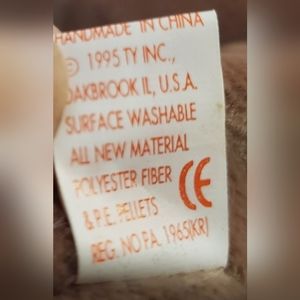 HANDMADE IN CHINA
© 1995 TY INC.,
OAKBROOK IL, U.S.A.
SURFACE WASHABLE
ALL NEW MATERIAL
POLYESTER FIBER
& P.E. PELLETS CE
REG. NO PA. 1965(KR)